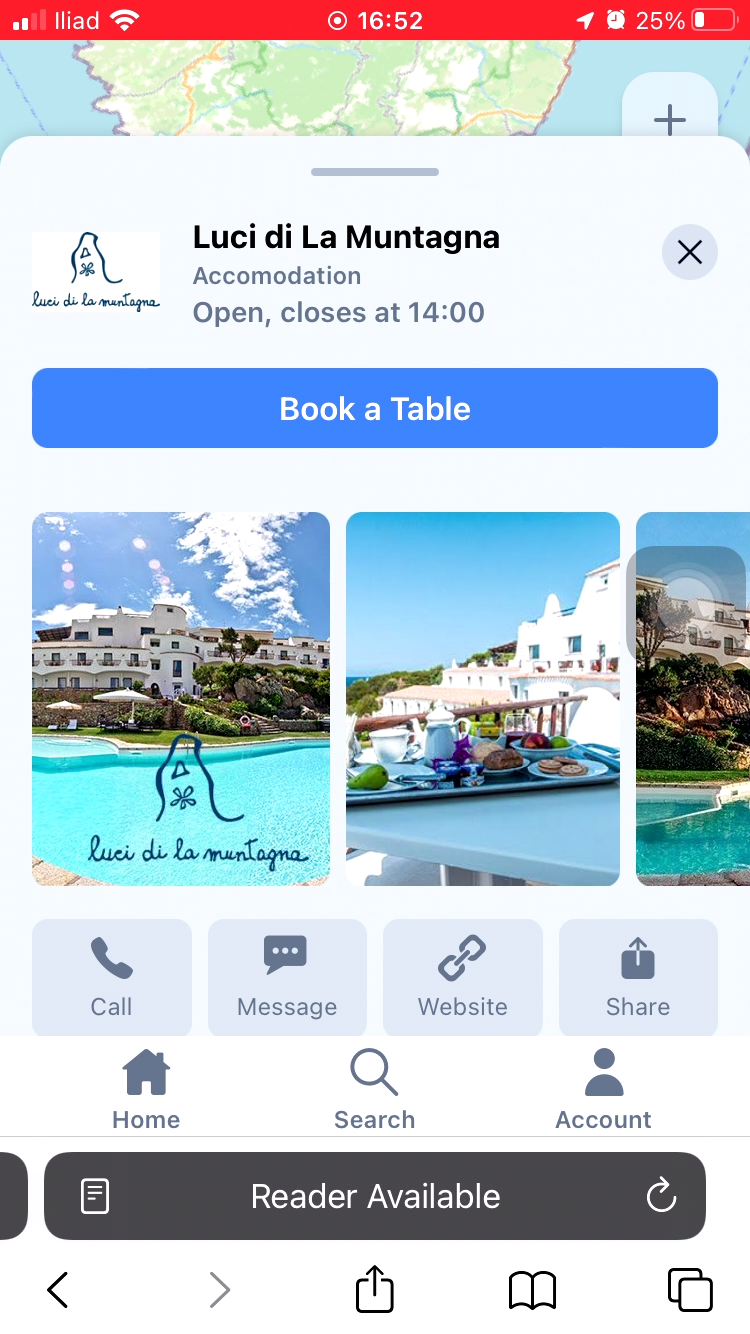 Iliad 16:52 25%
luci di la muntagna
Luci di La Muntagna
Accomodation
Open, closes at 14:00
Book a Table
luci di la muntagna
Call Message Website Share
Home Search Account
Reader Available